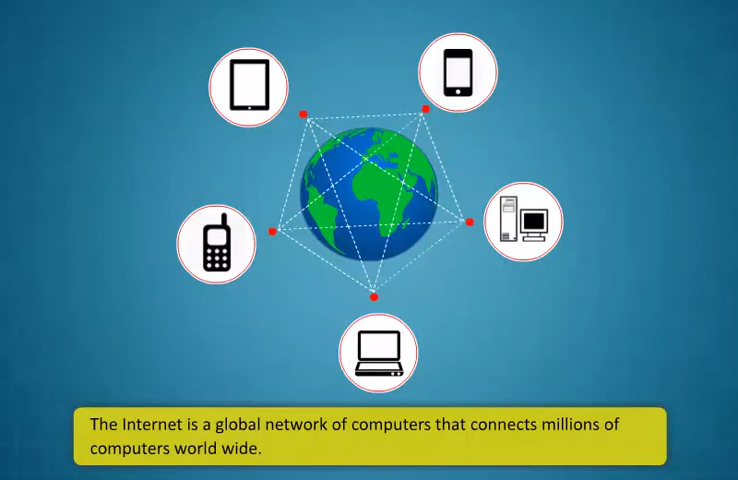 The Internet is a global network of computers that connects millions of
computers world wide.